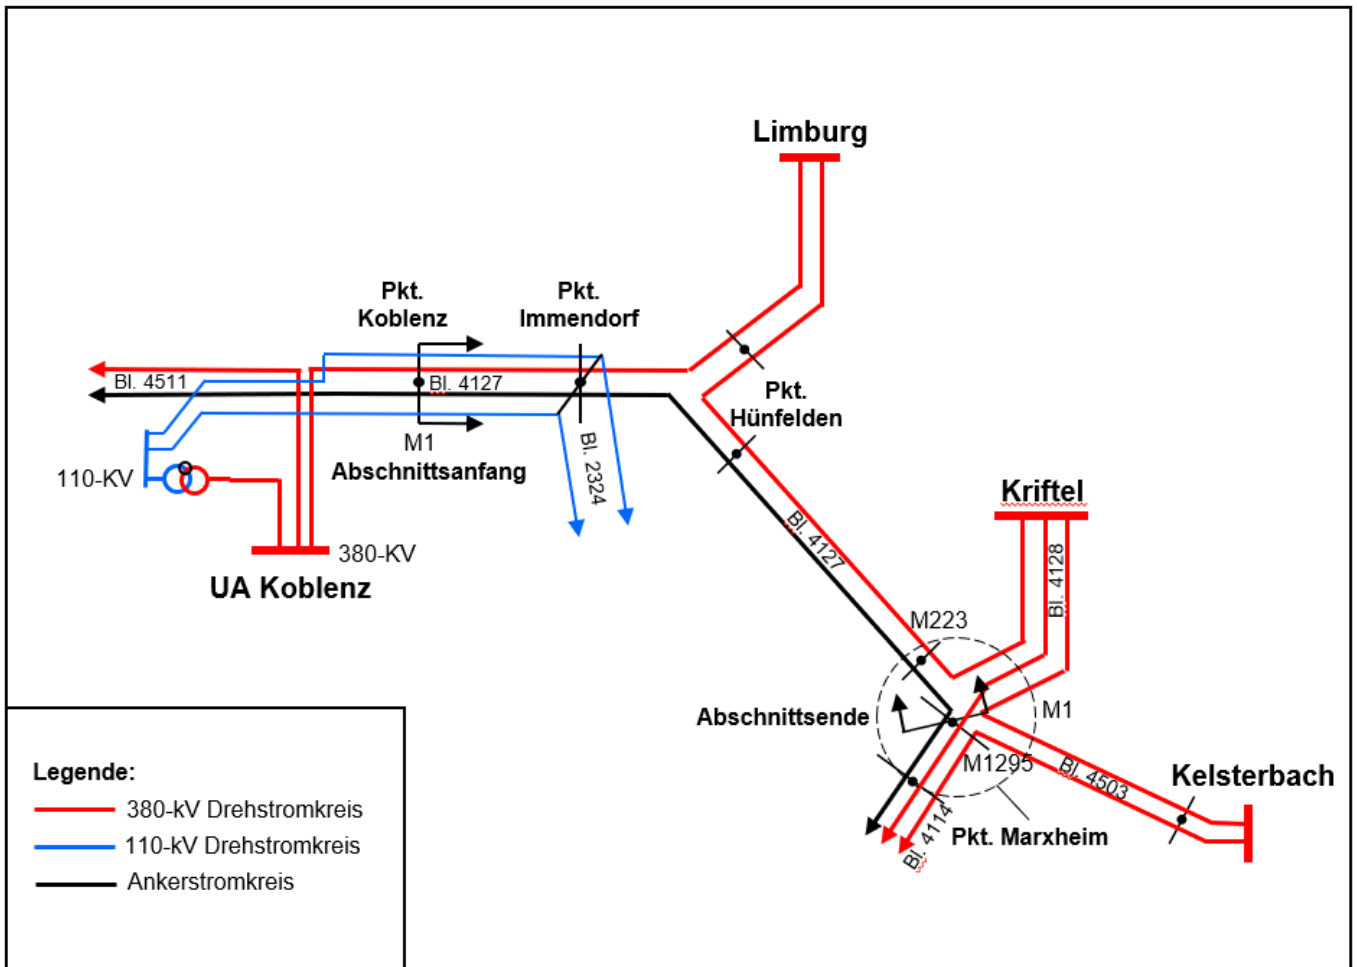 Limburg
Pkt.
Koblenz
Pkt.
Immendorf
Bl. 4511
Bl. 4127
Pkt.
Hünfelden
M1
Abschnittsanfang
Bl. 2324
110-KV
380-KV
UA Koblenz
Kriftel
Bl. 4127
Bl. 4128
M223
Abschnittsende
M1
M1295
Bl. 4503
Kelsterbach
Bl. 4114
Pkt. Marxheim
Legende:
380-kV Drehstromkreis
110-kV Drehstromkreis
Ankerstromkreis